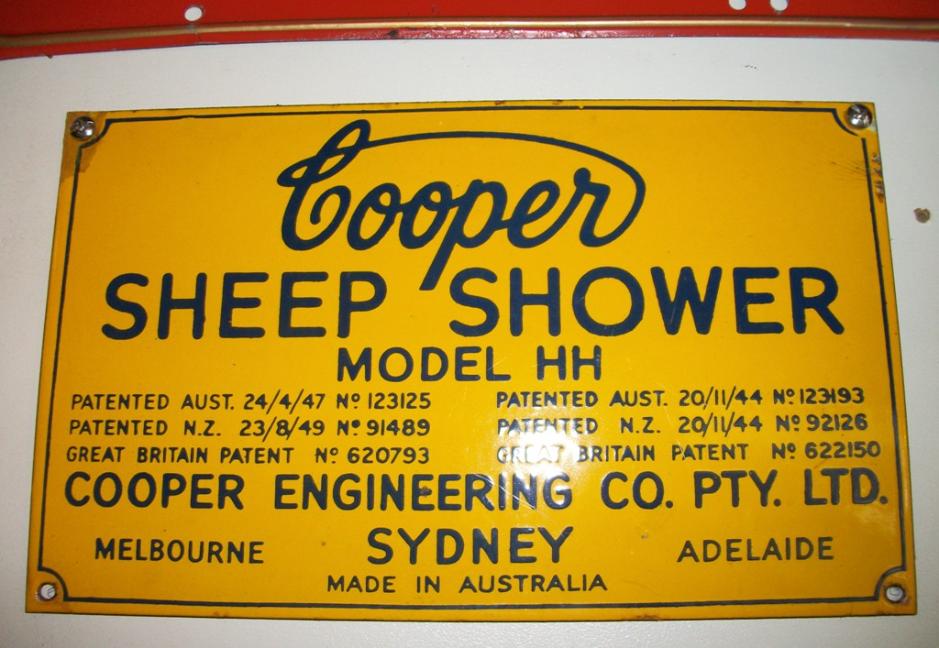 Cooper
SHEEP SHOWER
MODEL HH
PATENTED AUST. 24/4/47 Nº 123125 PATENTED AUST. 20/11/44 Nº 123193
PATENTED N.Z. 23/8/49 Nº 91489 PATENTED N.Z. 20/11/44 Nº 92126
GREAT BRITAIN PATENT Nº 620793 GREAT BRITAIN PATENT Nº 622150
COOPER ENGINEERING CO. PTY. LTD.
MELBOURNE SYDNEY ADELAIDE
MADE IN AUSTRALIA